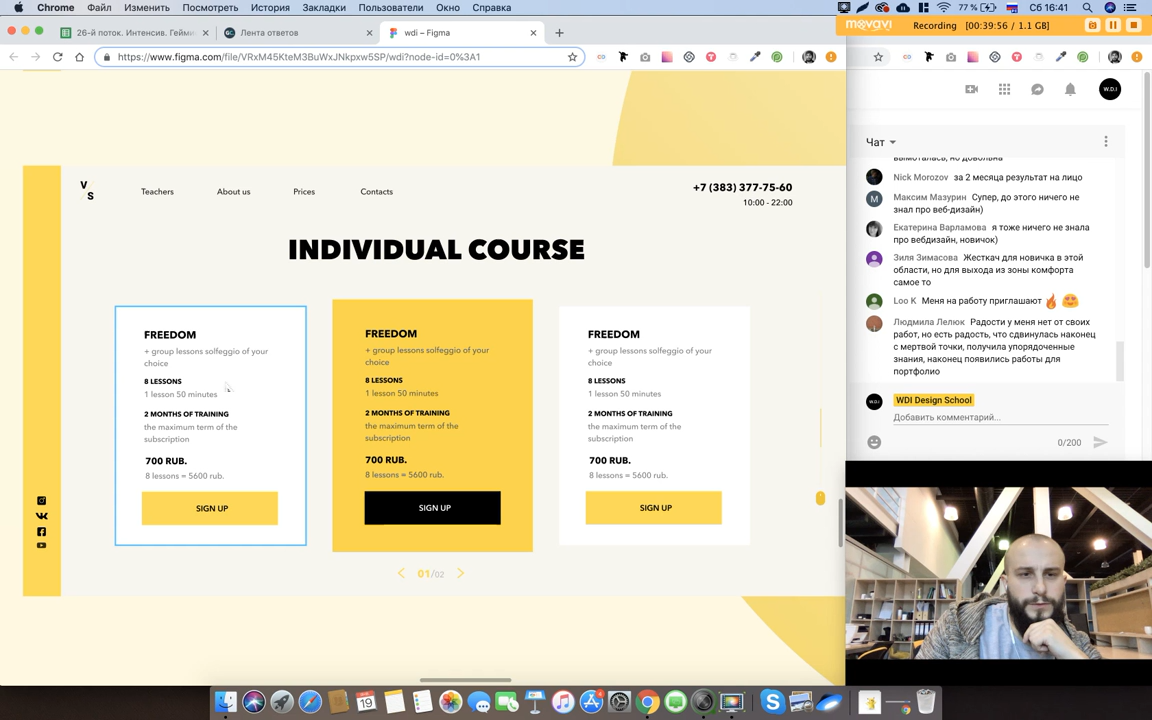 Chrome Файл Изменить Посмотреть История Закладки Пользователи Окно Справка
77 % Сб 16:41
26-й поток. Интенсив. Гейми
GC Лента ответов
wdi – Figma
movavi Recording (00:39:56 / 1.1 GB)
https://www.figma.com/file/VRxM45KteM3BuWxJNkpxw5SP/wdi?node-id=0%3A1
V
S
Teachers About us Prices Contacts
+7 (383) 377-75-60
10:00 - 22:00
INDIVIDUAL COURSE
FREEDOM
+ group lessons solfeggio of your
choice
8 LESSONS
1 lesson 50 minutes
2 MONTHS OF TRAINING
the maximum term of the
subscription
700 RUB.
8 lessons = 5600 rub.
SIGN UP
FREEDOM
+ group lessons solfeggio of your
choice
8 LESSONS
1 lesson 50 minutes
2 MONTHS OF TRAINING
the maximum term of the
subscription
700 RUB.
8 lessons = 5600 rub.
SIGN UP
FREEDOM
+ group lessons solfeggio of your
choice
8 LESSONS
1 lesson 50 minutes
2 MONTHS OF TRAINING
the maximum term of the
subscription
700 RUB.
8 lessons = 5600 rub.
SIGN UP
01/02
W.D.I
Чат
вымоталась, но довольна
Nick Morozov за 2 месяца результат на лицо
М Максим Мазурин Супер, до этого ничего не
знал про веб-дизайн)
Екатерина Варламова я тоже ничего не знала
про вебдизайн, новичок)
Зиля Зимасова Жесткач для новичка в этой
области, но для выхода из зоны комфорта
самое то
Loo K Меня на работу приглашают
Людмила Лелюк Радости у меня нет от своих
работ, но есть радость, что сдвинулась наконец
с мертвой точки, получила упорядоченные
знания, наконец появились работы для
портфолио
W.D.I WDI Design School
Добавить комментарий...
0/200
19